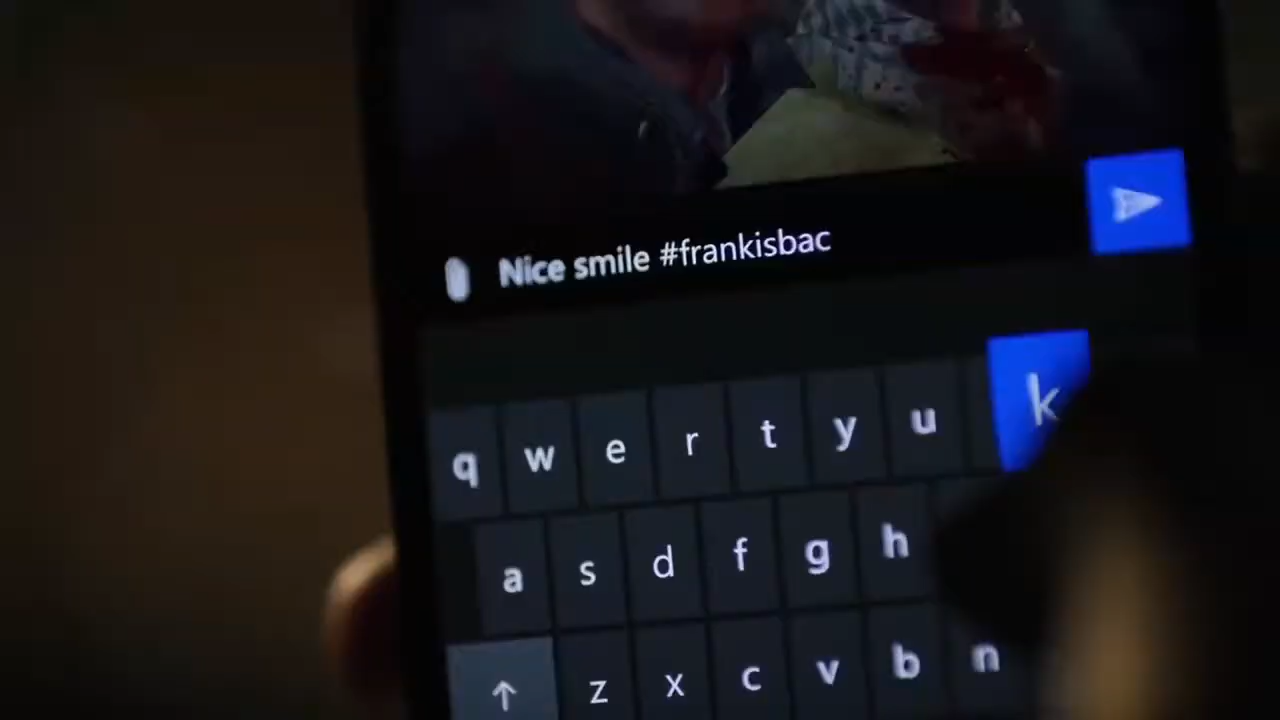 Nice smile #frankisbac
k
q w e r t y u
a s d f g h
z x c v b n